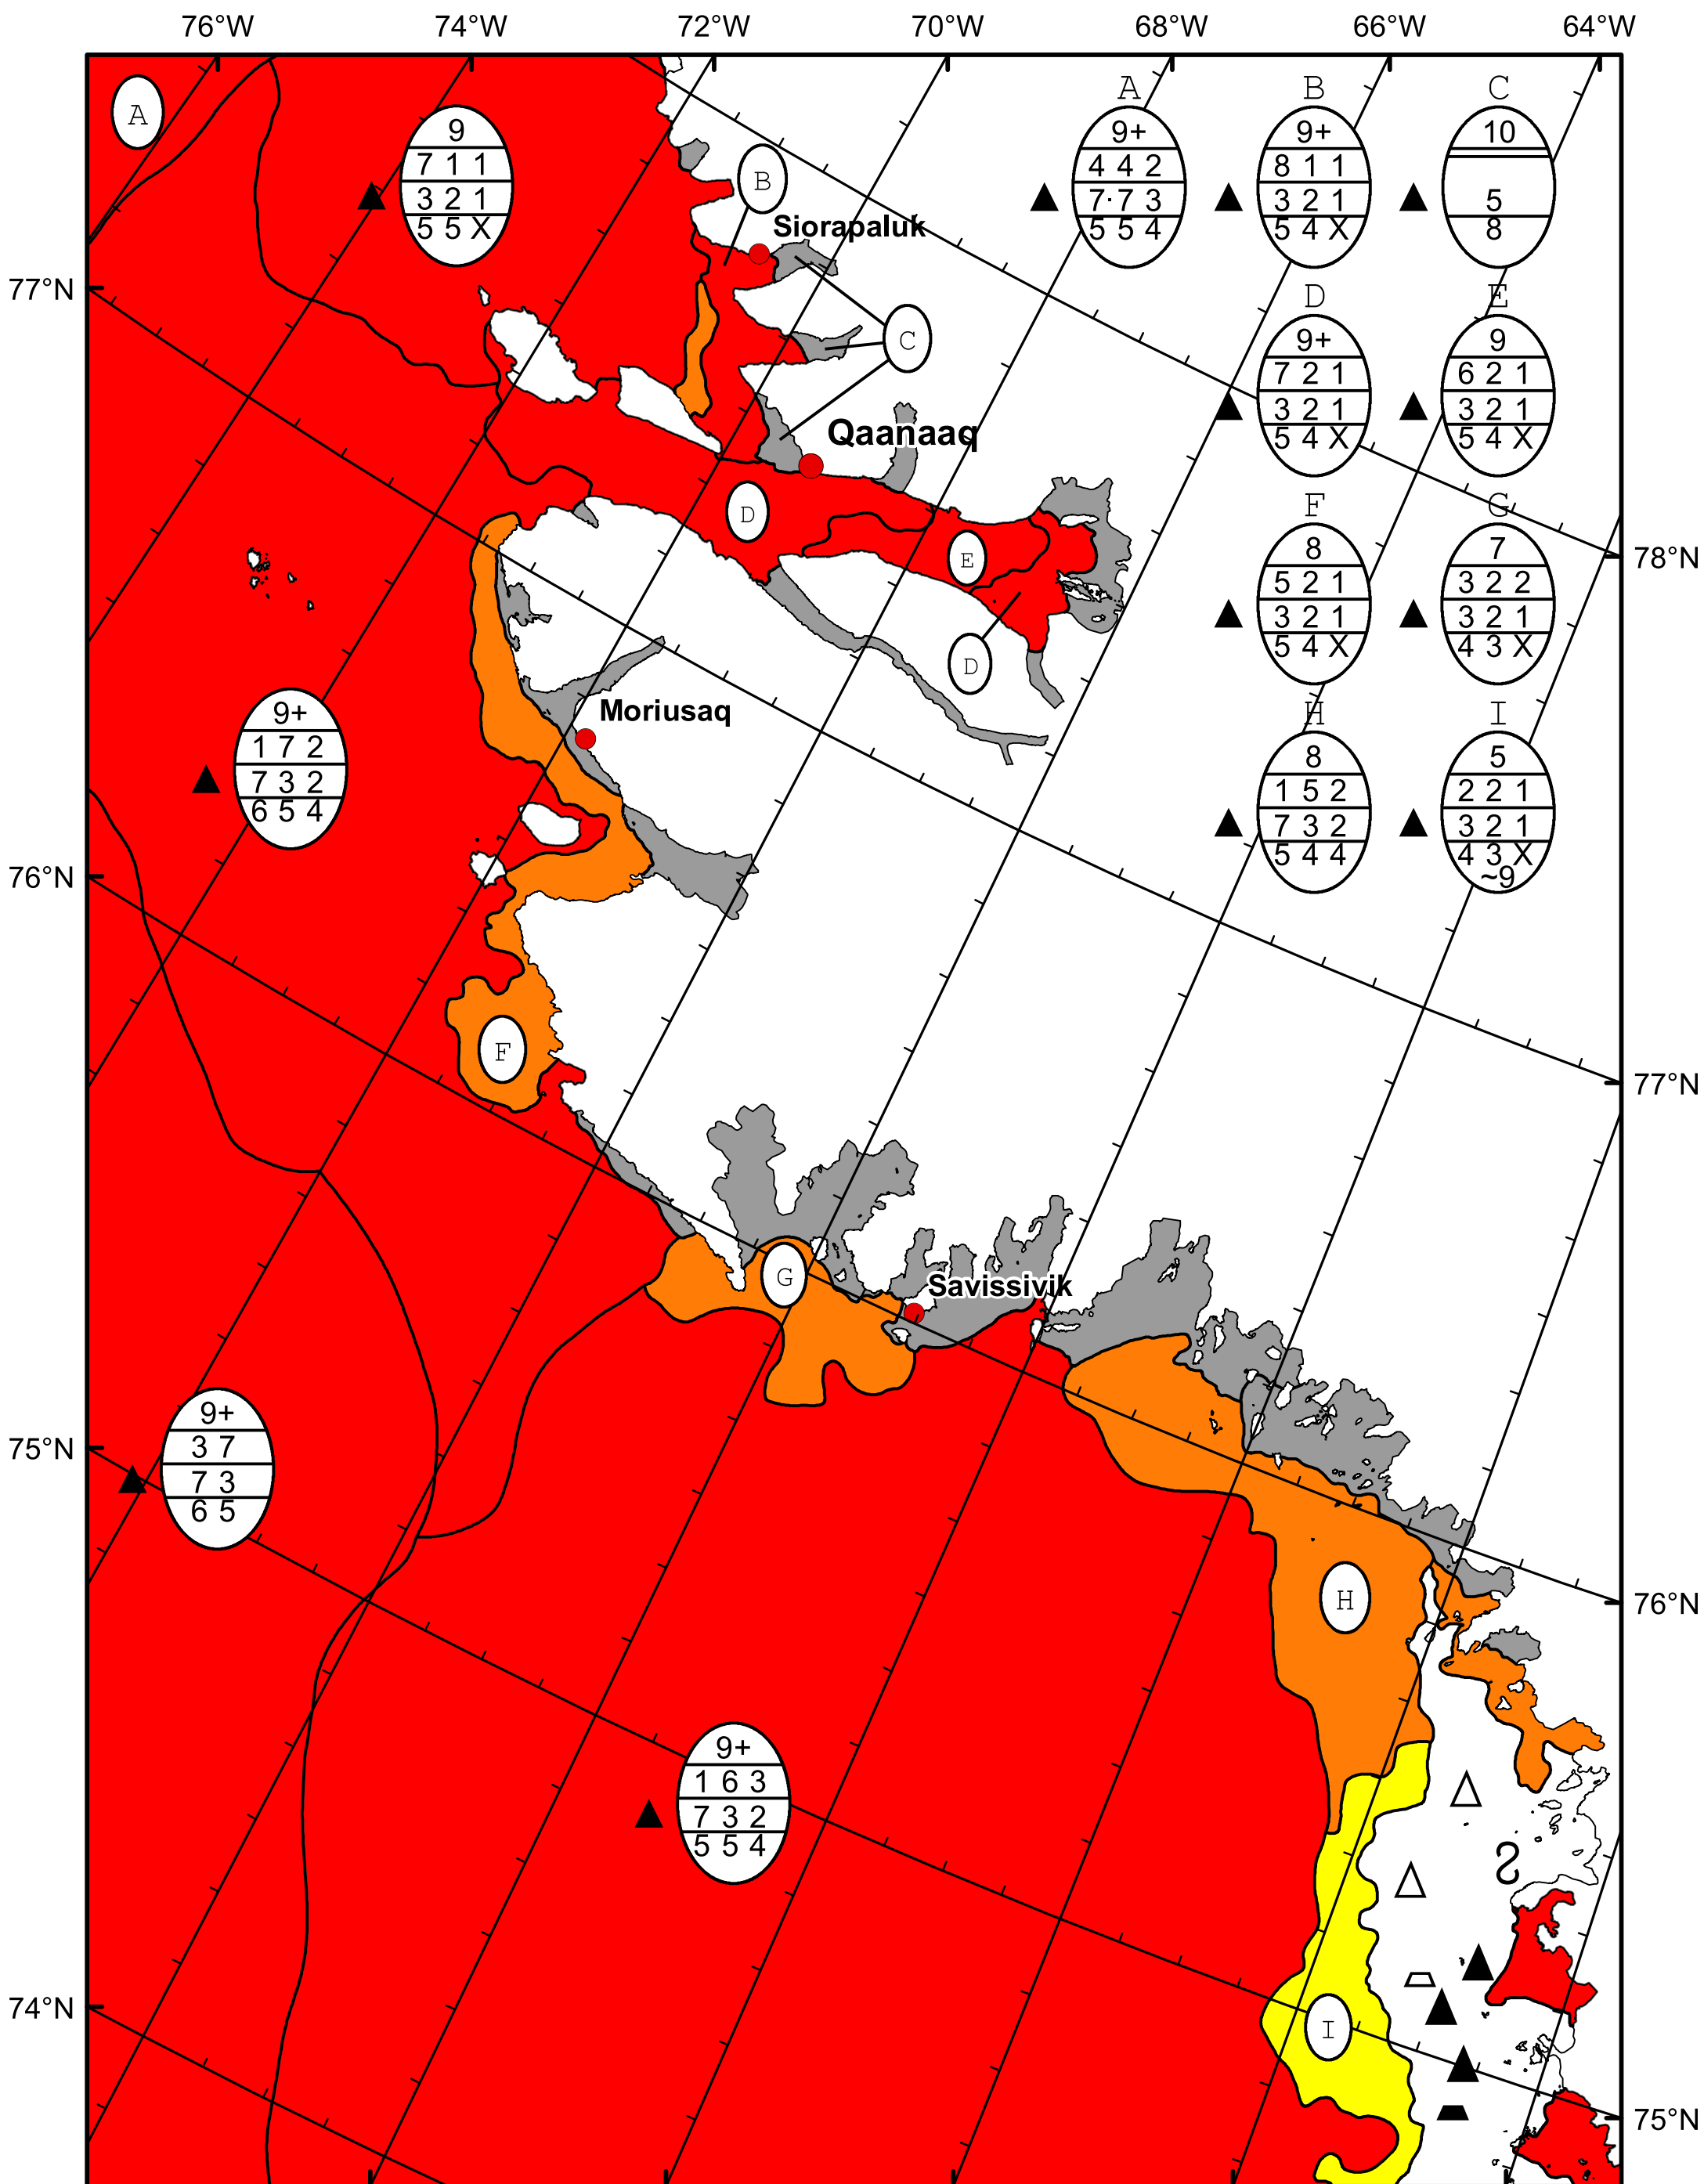 76°W 74°W 72°W 70°W 68°W 66°W 64°W
A
9
7 1 1
3 2 1
5 5 X
B
Siorapaluk
C
Qaanaaq
D
E
D
A
9+
4 4 2
7· 7 3
5 5 4
B
9+
8 1 1
3 2 1
5 4 X
C
10
5
8
D
9+
7 2 1
3 2 1
5 4 X
E
9
6 2 1
3 2 1
5 4 X
F
8
5 2 1
3 2 1
5 4 X
G
7
3 2 2
3 2 1
4 3 X
H
8
1 5 2
7 3 2
5 4 4
I
5
2 2 1
3 2 1
4 3 X
~9
77°N
78°N
Moriusaq
9+
1 7 2
7 3 2
6 5 4
76°N
F
77°N
G
Savissivik
75°N
9+
3 7
7 3
6 5
H
76°N
9+
1 6 3
7 3 2
5 5 4
74°N
I
75°N